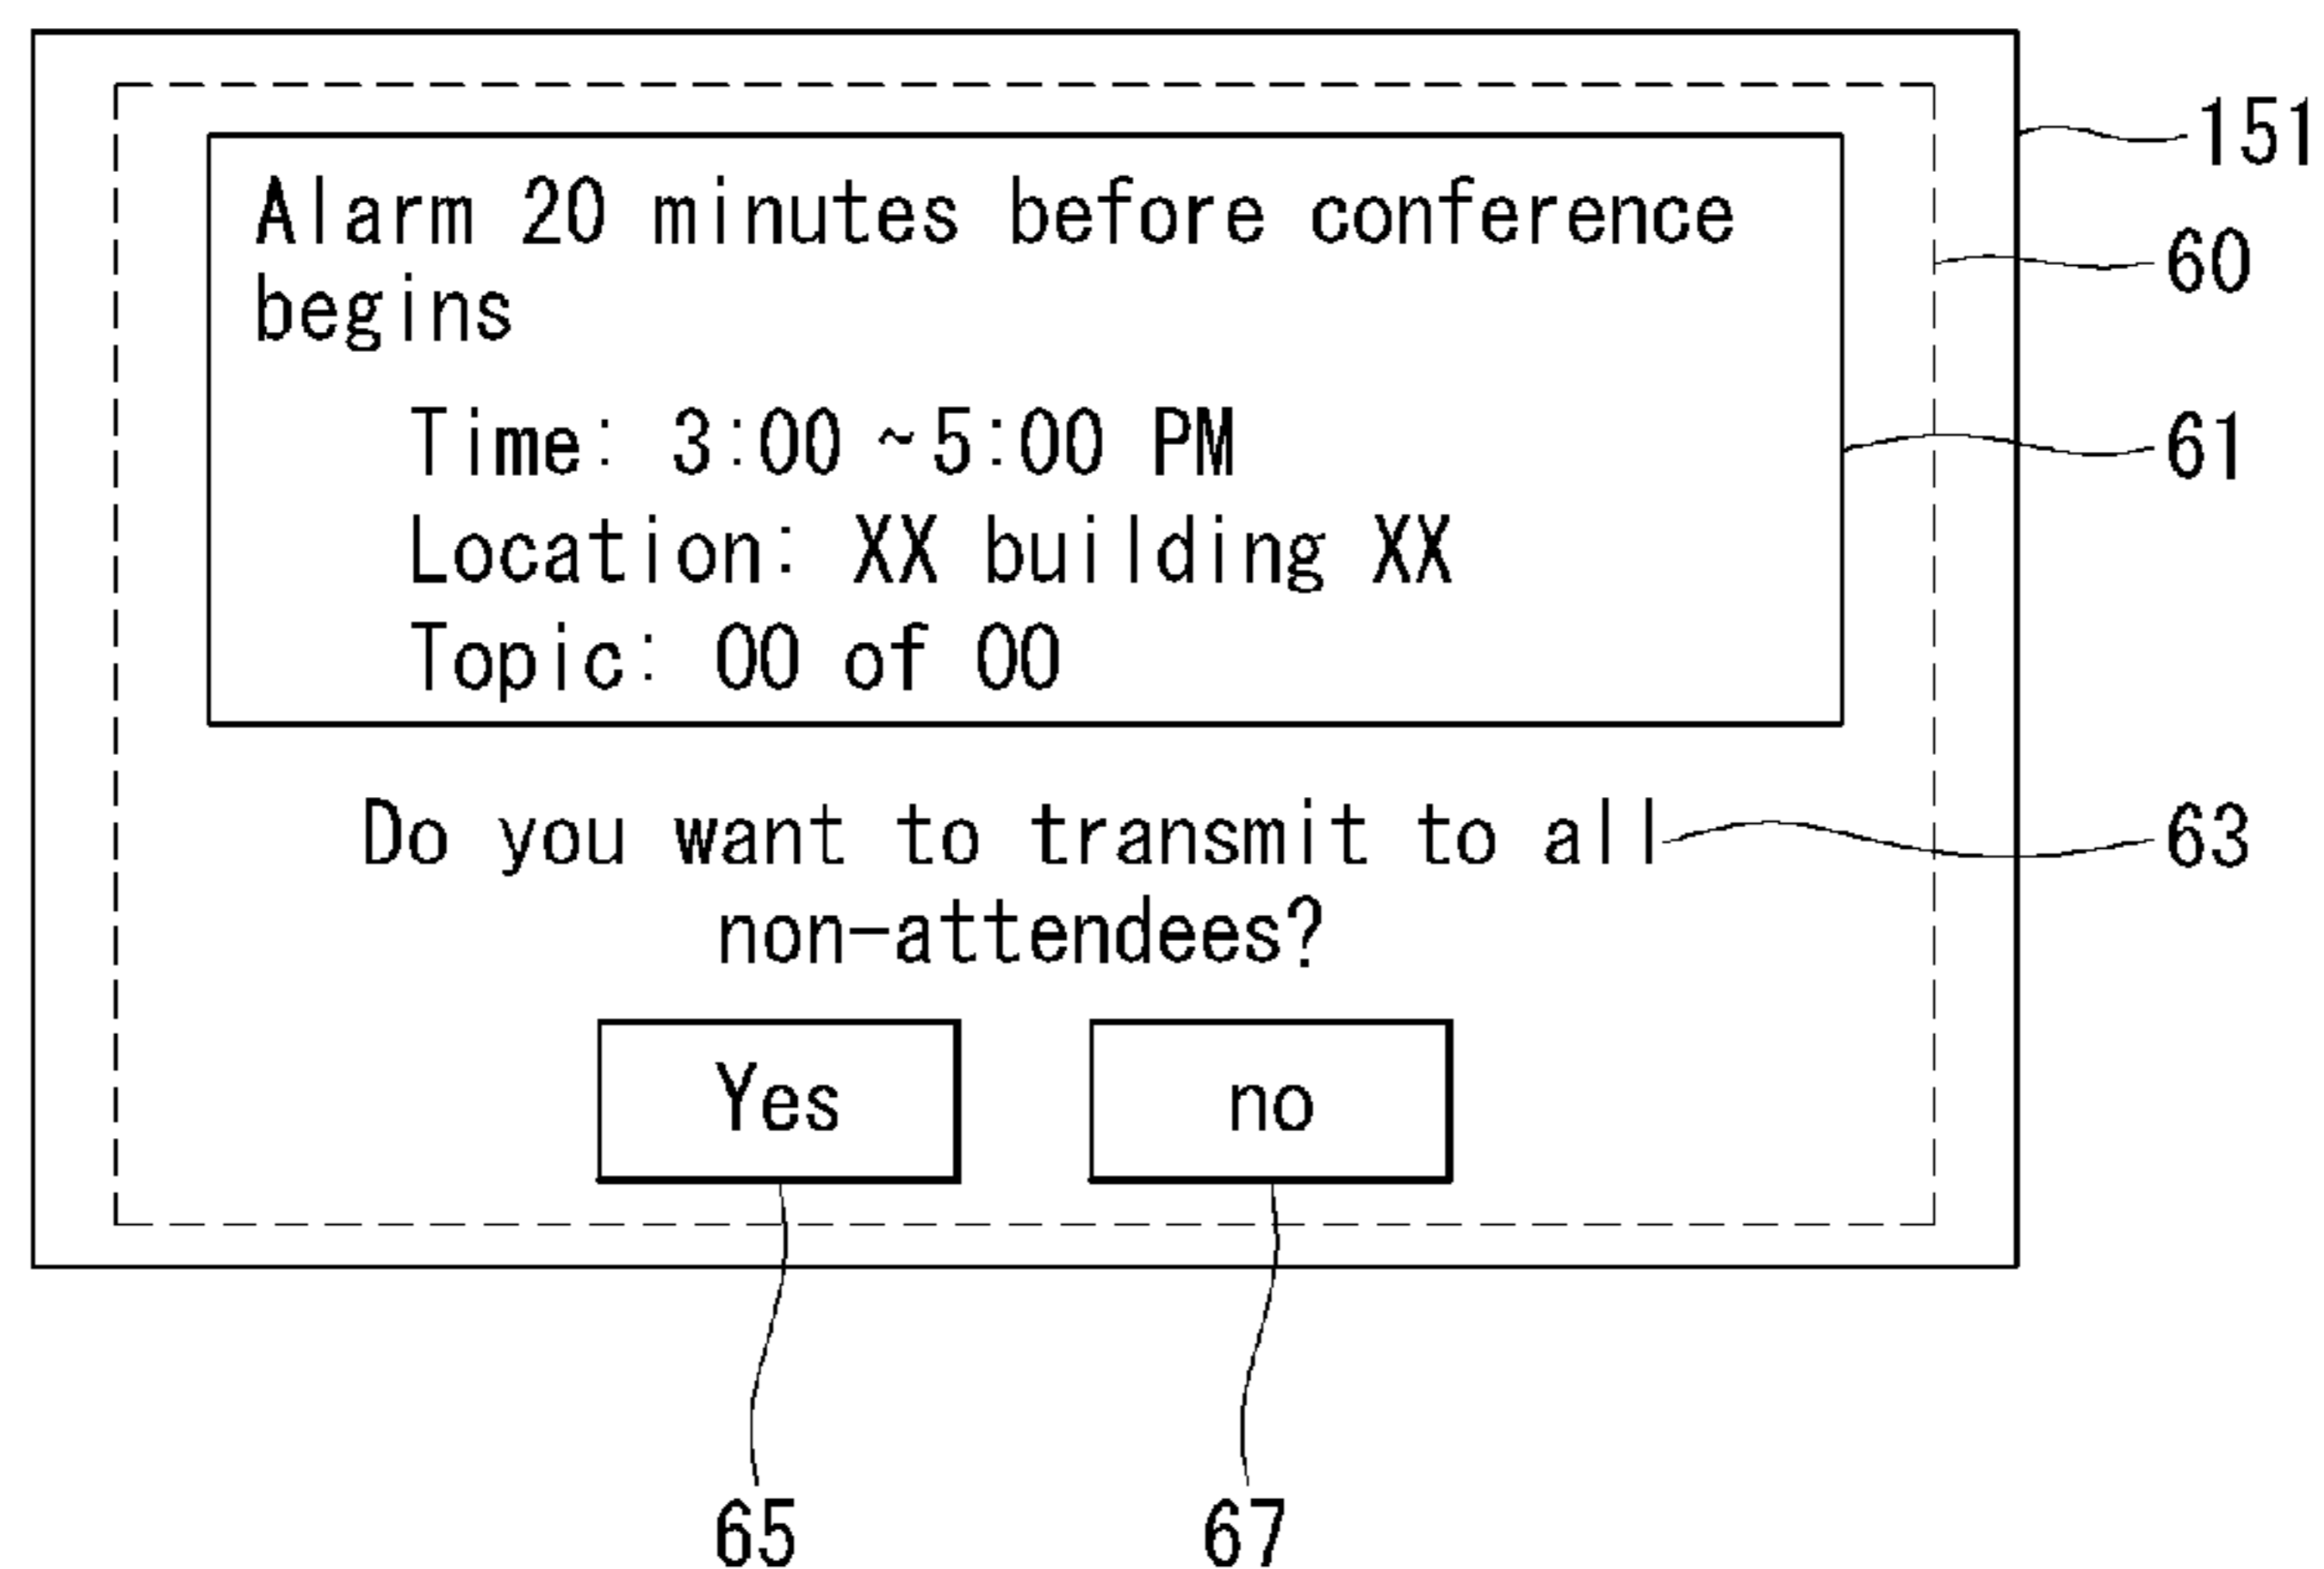 151
Alarm 20 minutes before conference
60
begins
Time: 3:00 ~5:00 PM
61
Location: XX building XX
Topic: 00 of 00
Do you want to transmit to all
63
non-attendees?
Yes no
65 67